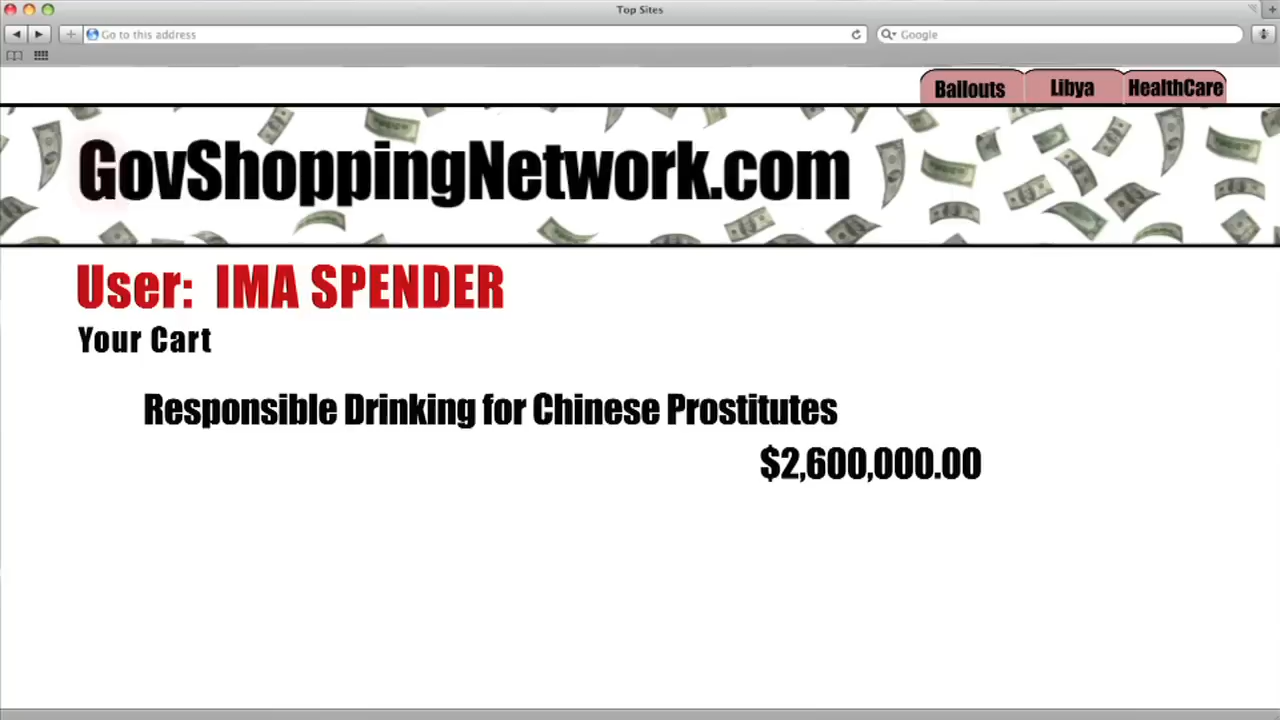 Top Sites
Go to this address
Google
Bailouts
Libya
HealthCare
GovShoppingNetwork.com
User: IMA SPENDER
Your Cart
Responsible Drinking for Chinese Prostitutes
$2,600,000.00